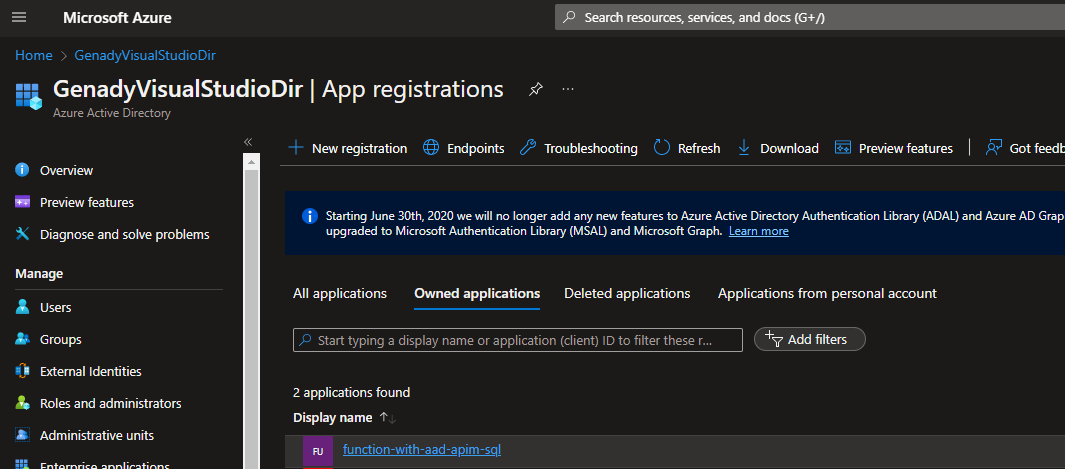 Microsoft Azure
Search resources, services, and docs (G+/)
Home > GenadyVisualStudioDir
GenadyVisualStudioDir | App registrations
Azure Active Directory
Overview
Preview features
Diagnose and solve problems
Manage
Users
Groups
External Identities
Roles and administrators
Administrative units
Enterprise applications
New registration Endpoints Troubleshooting Refresh Download Preview features Got feedb
Starting June 30th, 2020 we will no longer add any new features to Azure Active Directory Authentication Library (ADAL) and Azure AD Grap
upgraded to Microsoft Authentication Library (MSAL) and Microsoft Graph. Learn more
All applications Owned applications Deleted applications Applications from personal account
Start typing a display name or application (client) ID to filter these r...
Add filters
2 applications found
Display name
FU function-with-aad-apim-sql